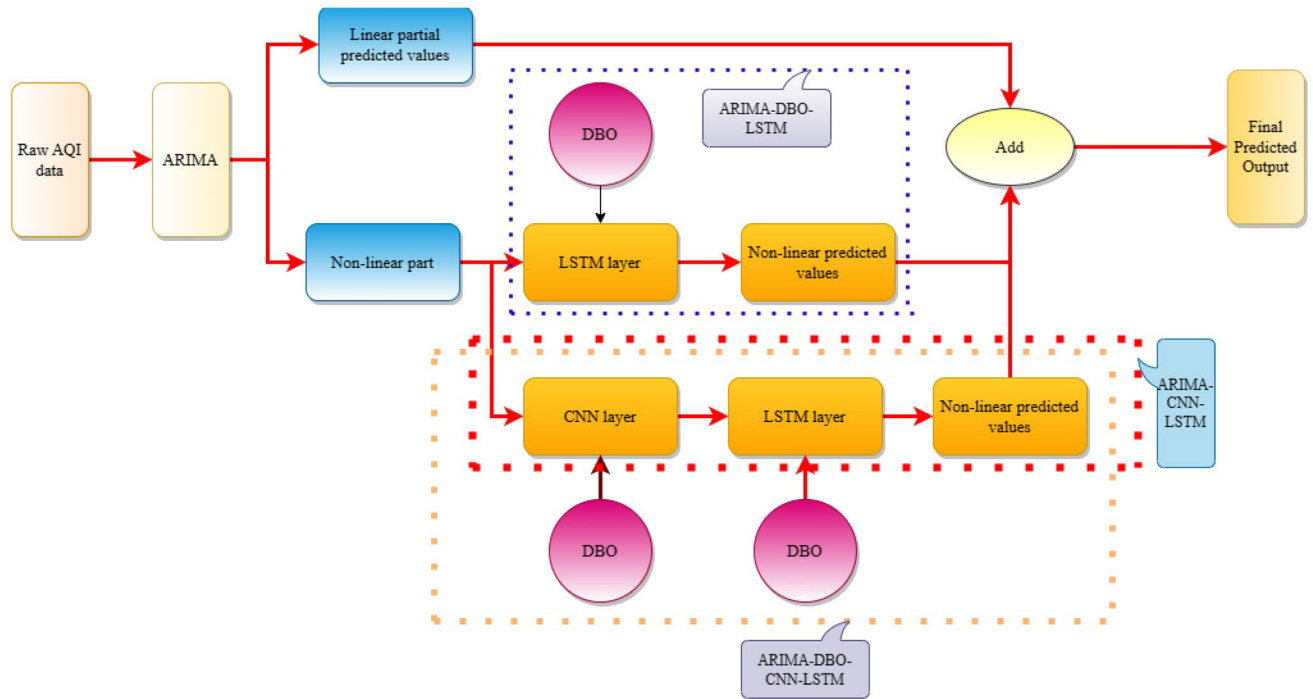 Linear partial
predicted values
Raw AQI
data
ARIMA
DBO
ARIMA-DBO-
LSTM
Add
Final
Predicted
Output
Non-linear part
LSTM layer
Non-linear predicted
values
CNN layer
LSTM layer
Non-linear predicted
values
ARIMA-
CNN-
LSTM
DBO
DBO
ARIMA-DBO-
CNN-LSTM